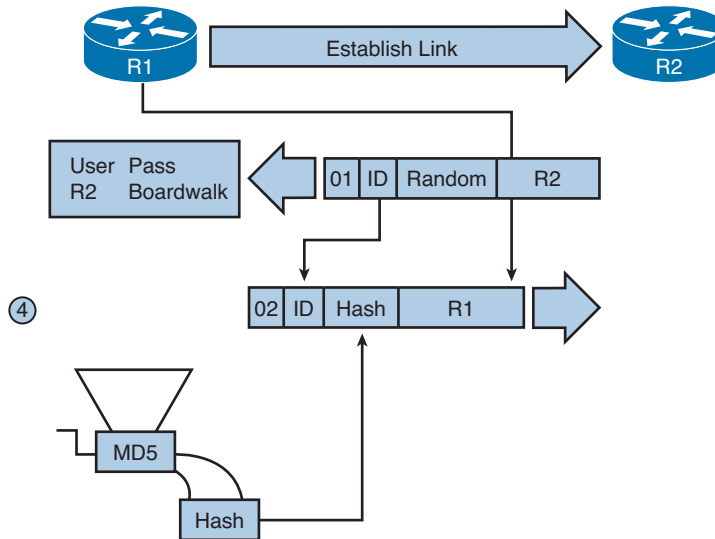 Establish Link
R1
R2
User Pass
R2 Boardwalk
01 ID Random R2
4
02 ID Hash R1
MD5
Hash